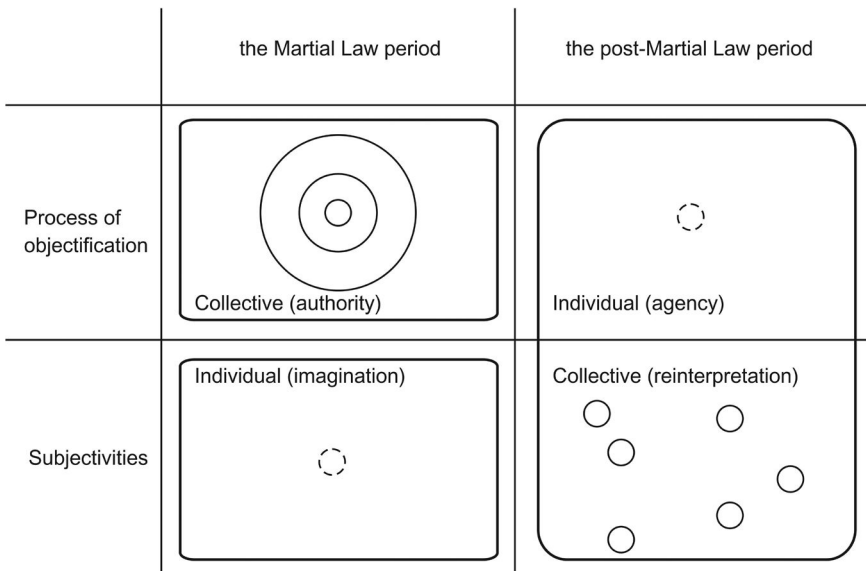 the Martial Law period
the post-Martial Law period
Process of
objectification
Collective (authority)
Individual (agency)
Subjectivities
Individual (imagination)
Collective (reinterpretation)